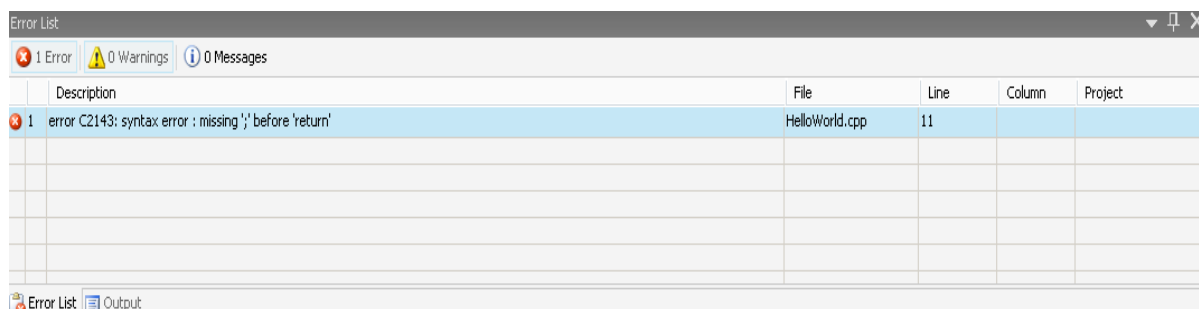 Error List
1 Error 0 Warnings 0 Messages
Description File Line Column Project
1 error C2143: syntax error : missing ';' before 'return' HelloWorld.cpp 11
Error List Output